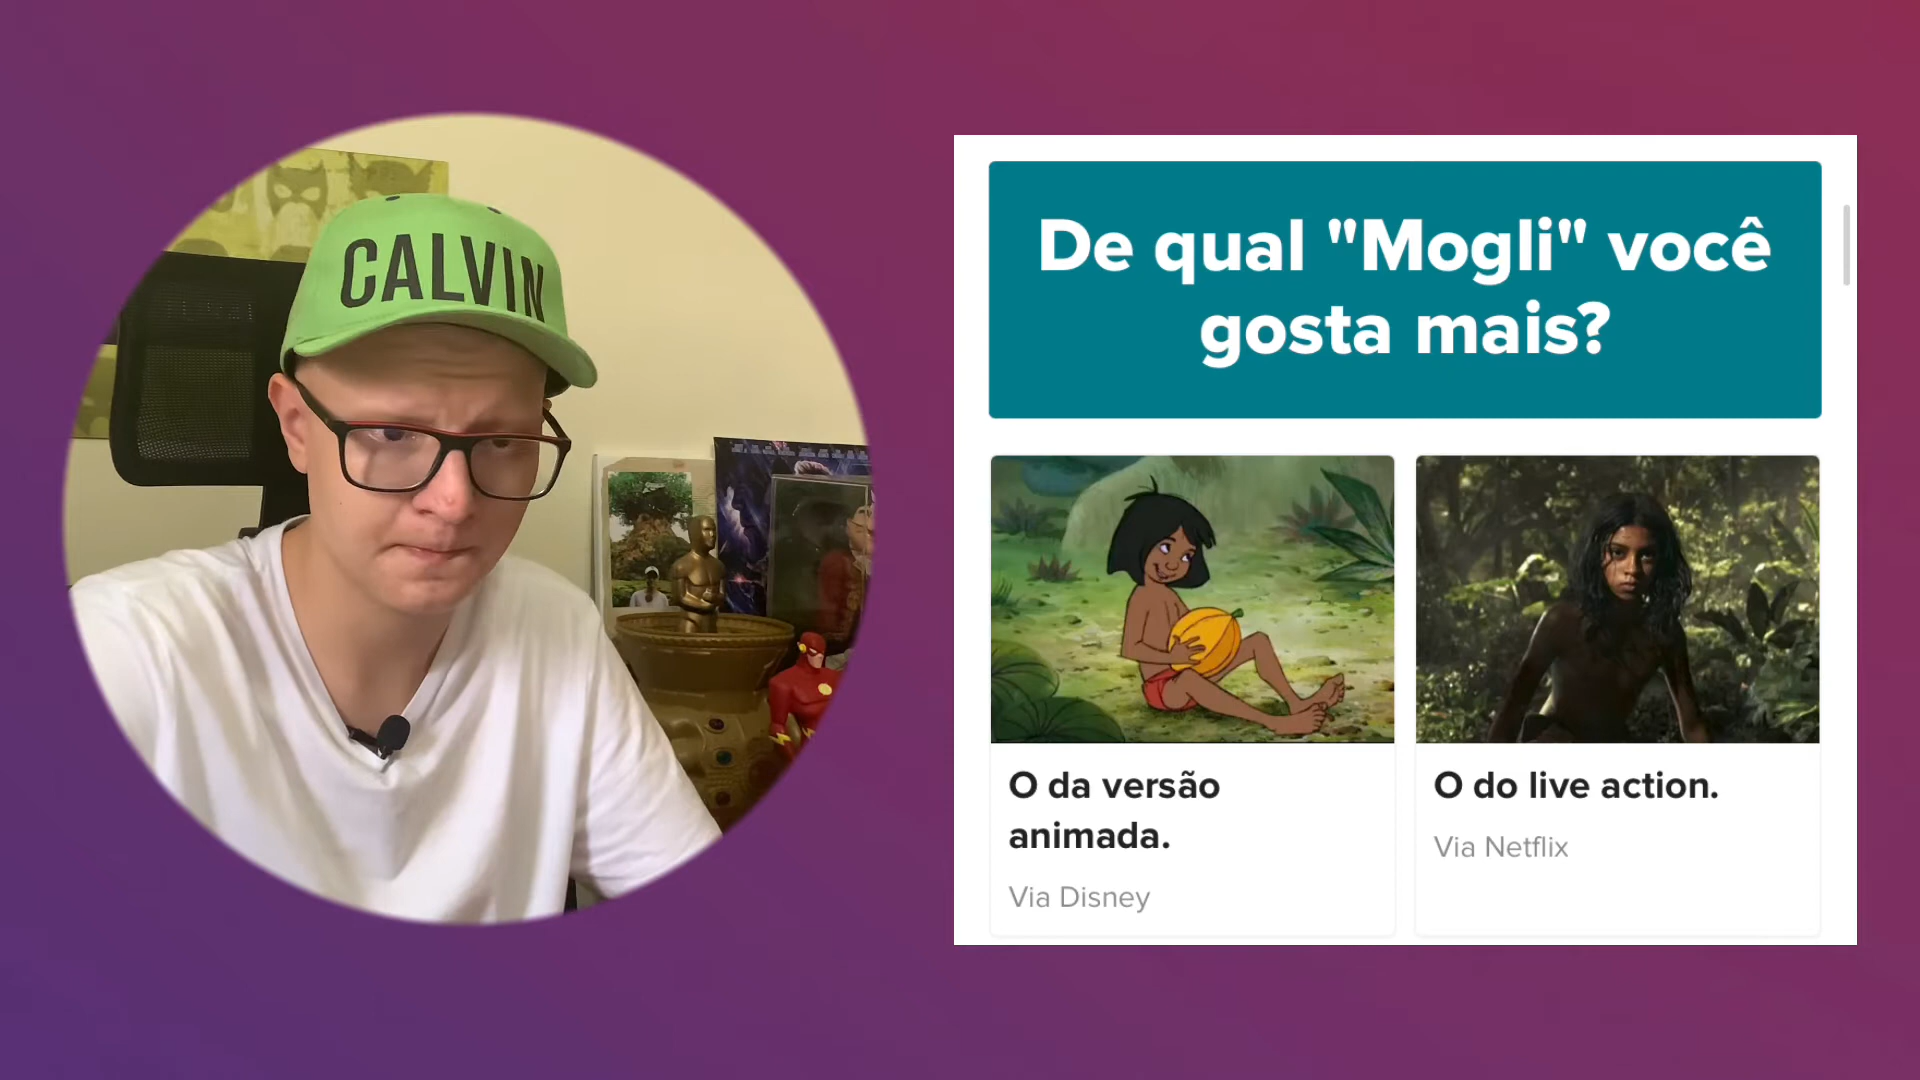 CALVIN
De qual "Mogli" você
gosta mais?
O da versão
animada.
Via Disney
O do live action.
Via Netflix